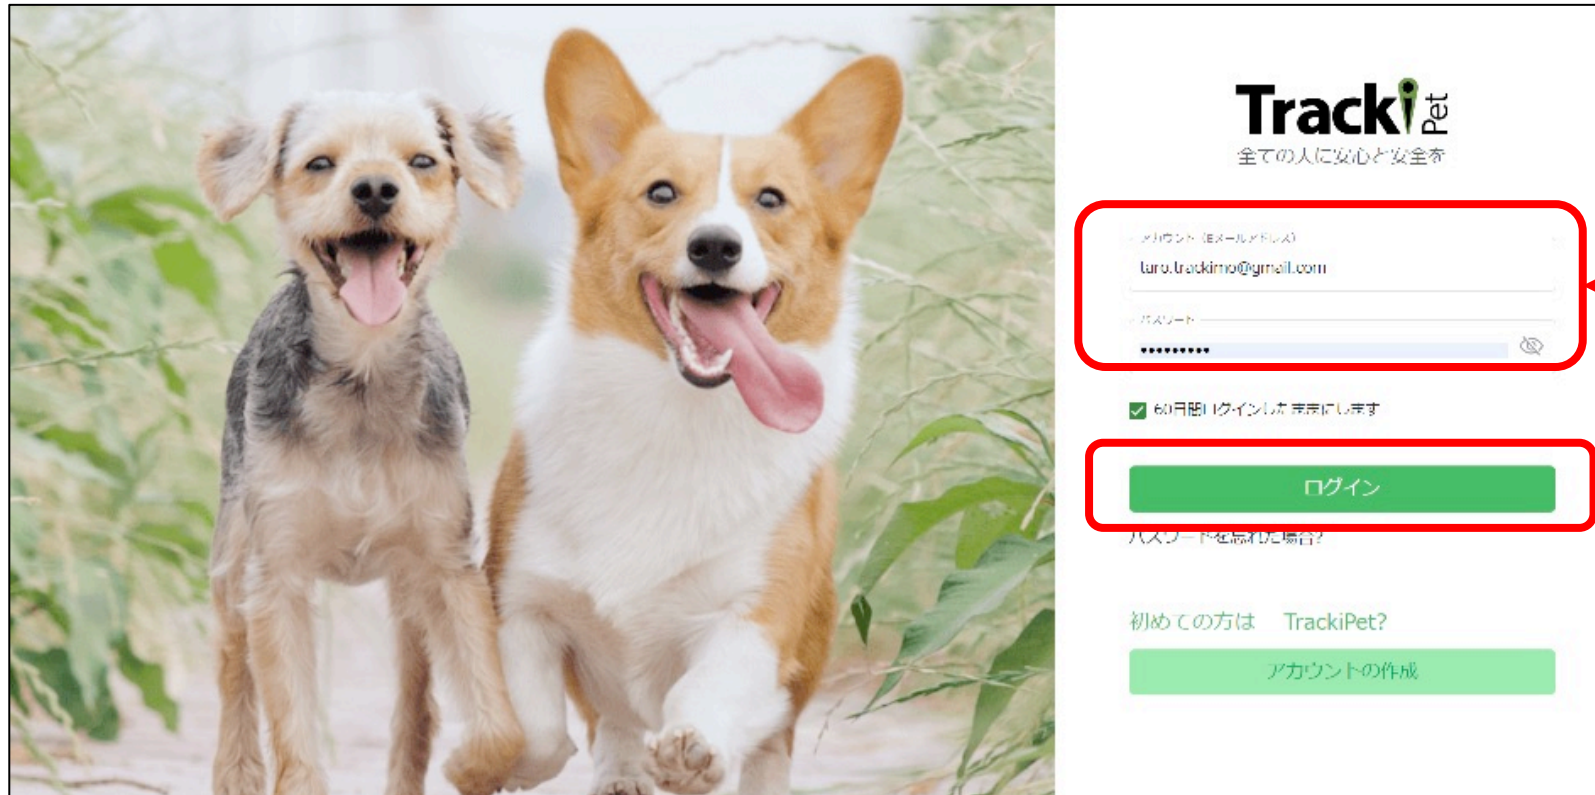 Tracki Pet
全ての人に安心と安全を
アカウント (Eメールアドレス)
taro.trackimo@gmail.com
パスワード
•••••••••
60日間ログインしたままにします
ログイン
パスワードを忘れた場合?
初めての方は TrackiPet?
アカウントの作成